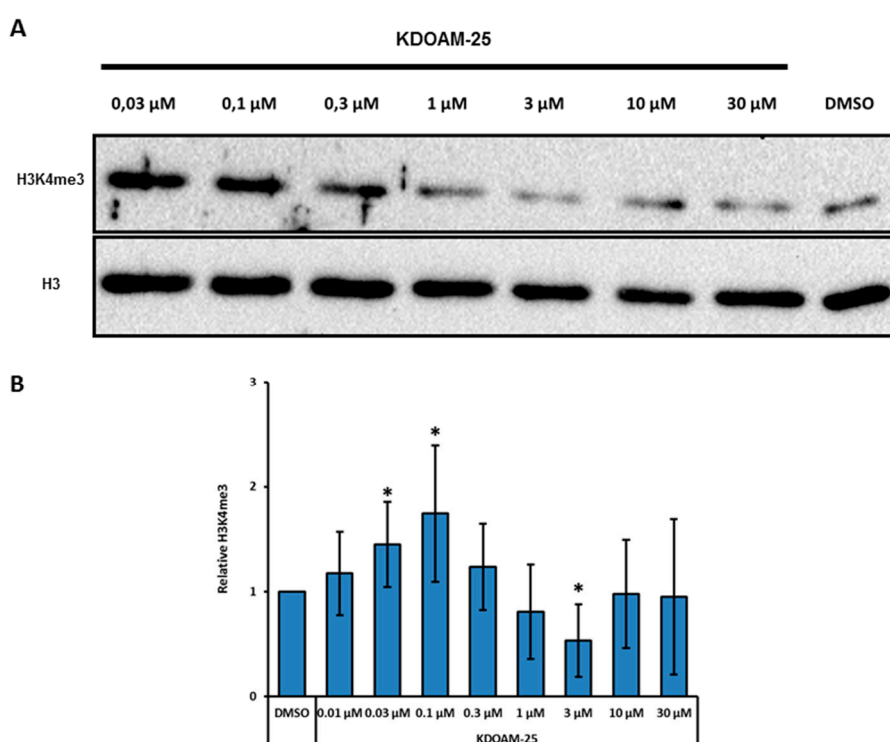 A
KDOAM-25
0,03 µM 0,1 µM 0,3 µM 1 µM 3 µM 10 µM 30 µM DMSO
H3K4me3
H3
B
3
2
1
0
Relative H3K4me3
* * *
DMSO 0.01 µM 0.03 µM 0.1 µM 0.3 µM 1 µM 3 µM 10 µM 30 µM
KDOAM-25